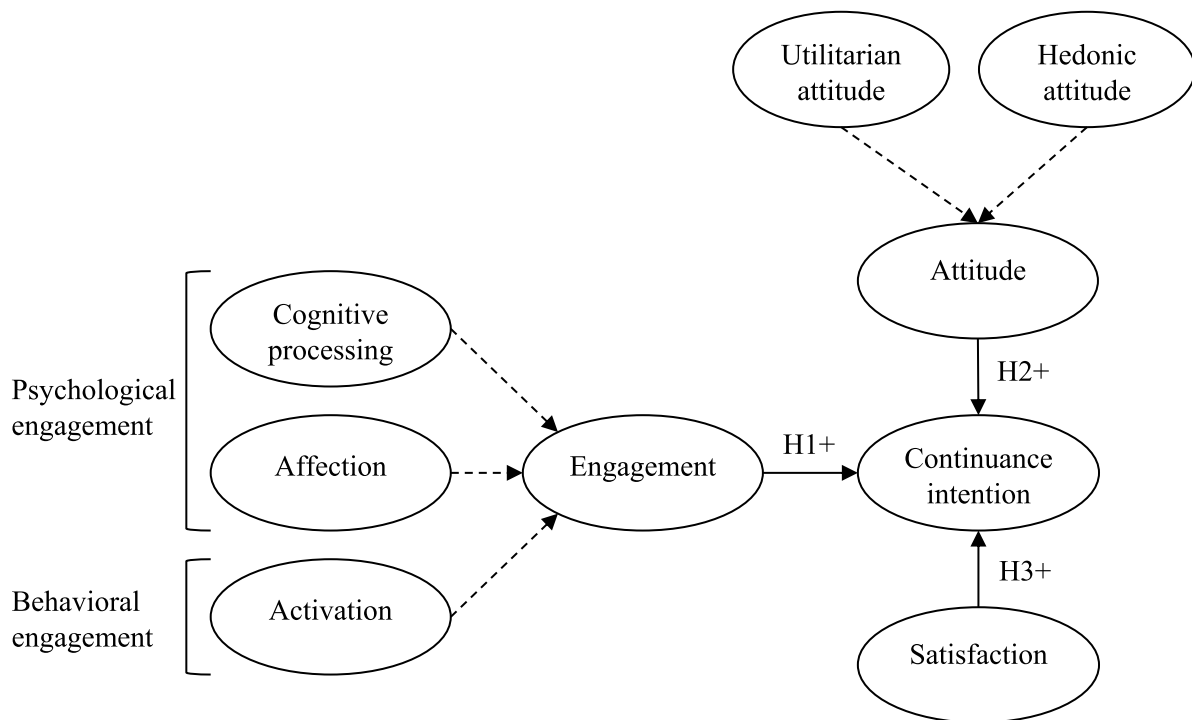 Utilitarian
attitude
Hedonic
attitude
Attitude
H2+
Psychological
engagement
Cognitive
processing
Affection
Engagement
H1+
Continuance
intention
Behavioral
engagement
Activation
H3+
Satisfaction